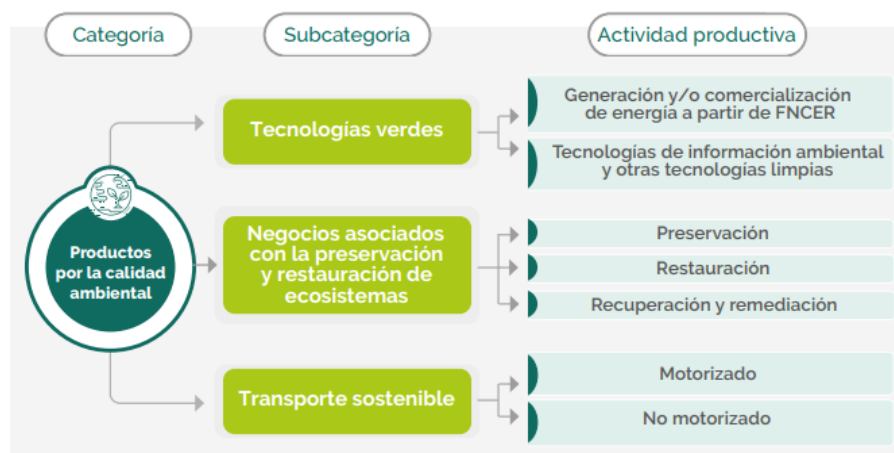 Categoría
Subcategoría
Actividad productiva
Productos
por la calidad
ambiental
Tecnologías verdes
Generación y/o comercialización
de energía a partir de FNCER
Tecnologías de información ambiental
y otras tecnologías limpias
Negocios asociados
con la preservación
y restauración de
ecosistemas
Preservación
Restauración
Recuperación y remediación
Transporte sostenible
Motorizado
No motorizado